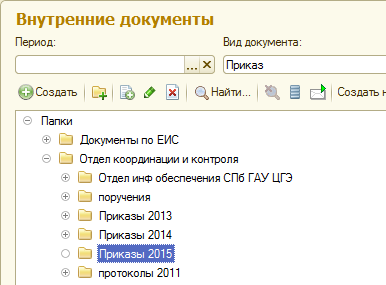 Внутренние документы
Период: Вид документа:
... Приказ
Создать Найти... Создать н
Папки
Документы по ЕИС
Отдел координации и контроля
Отдел инф обеспечения СПб ГАУ ЦГЭ
поручения
Приказы 2013
Приказы 2014
Приказы 2015
протоколы 2011